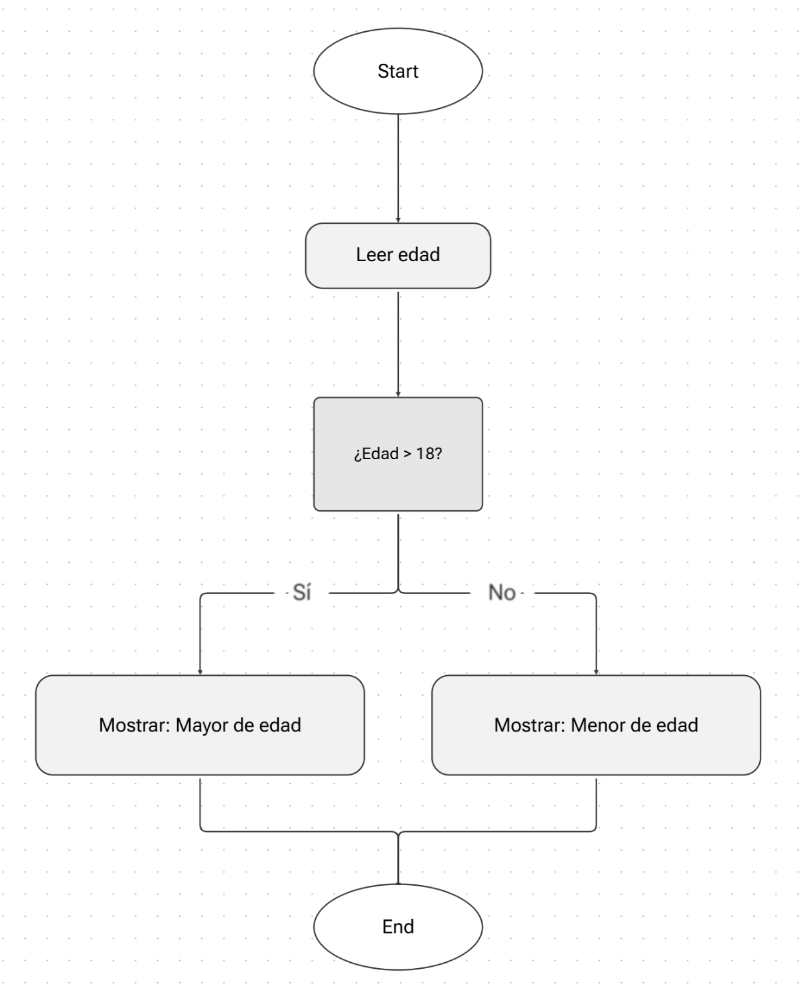 Start
Leer edad
¿Edad > 18?
Sí
No
Mostrar: Mayor de edad
Mostrar: Menor de edad
End